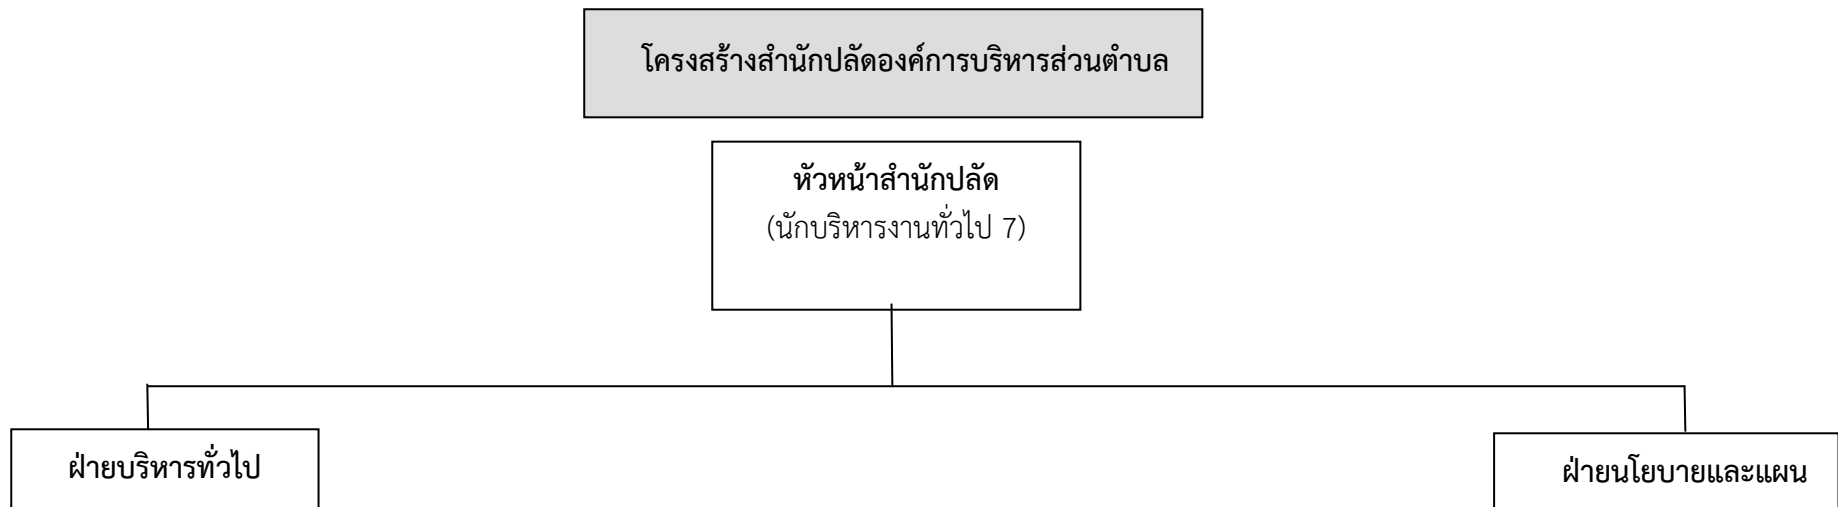 โครงสร้างสำนักปลัดองค์การบริหารส่วนตำบล
หัวหน้าสำนักปลัด
(นักบริหารงานทั่วไป 7)
ฝ่ายบริหารทั่วไป
ฝ่ายนโยบายและแผน